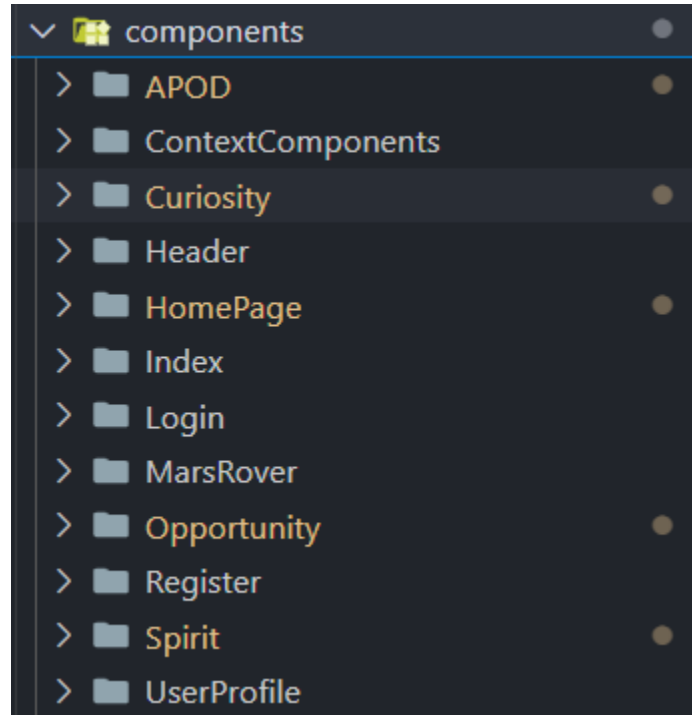 components
APOD
ContextComponents
Curiosity
Header
HomePage
Index
Login
MarsRover
Opportunity
Register
Spirit
UserProfile